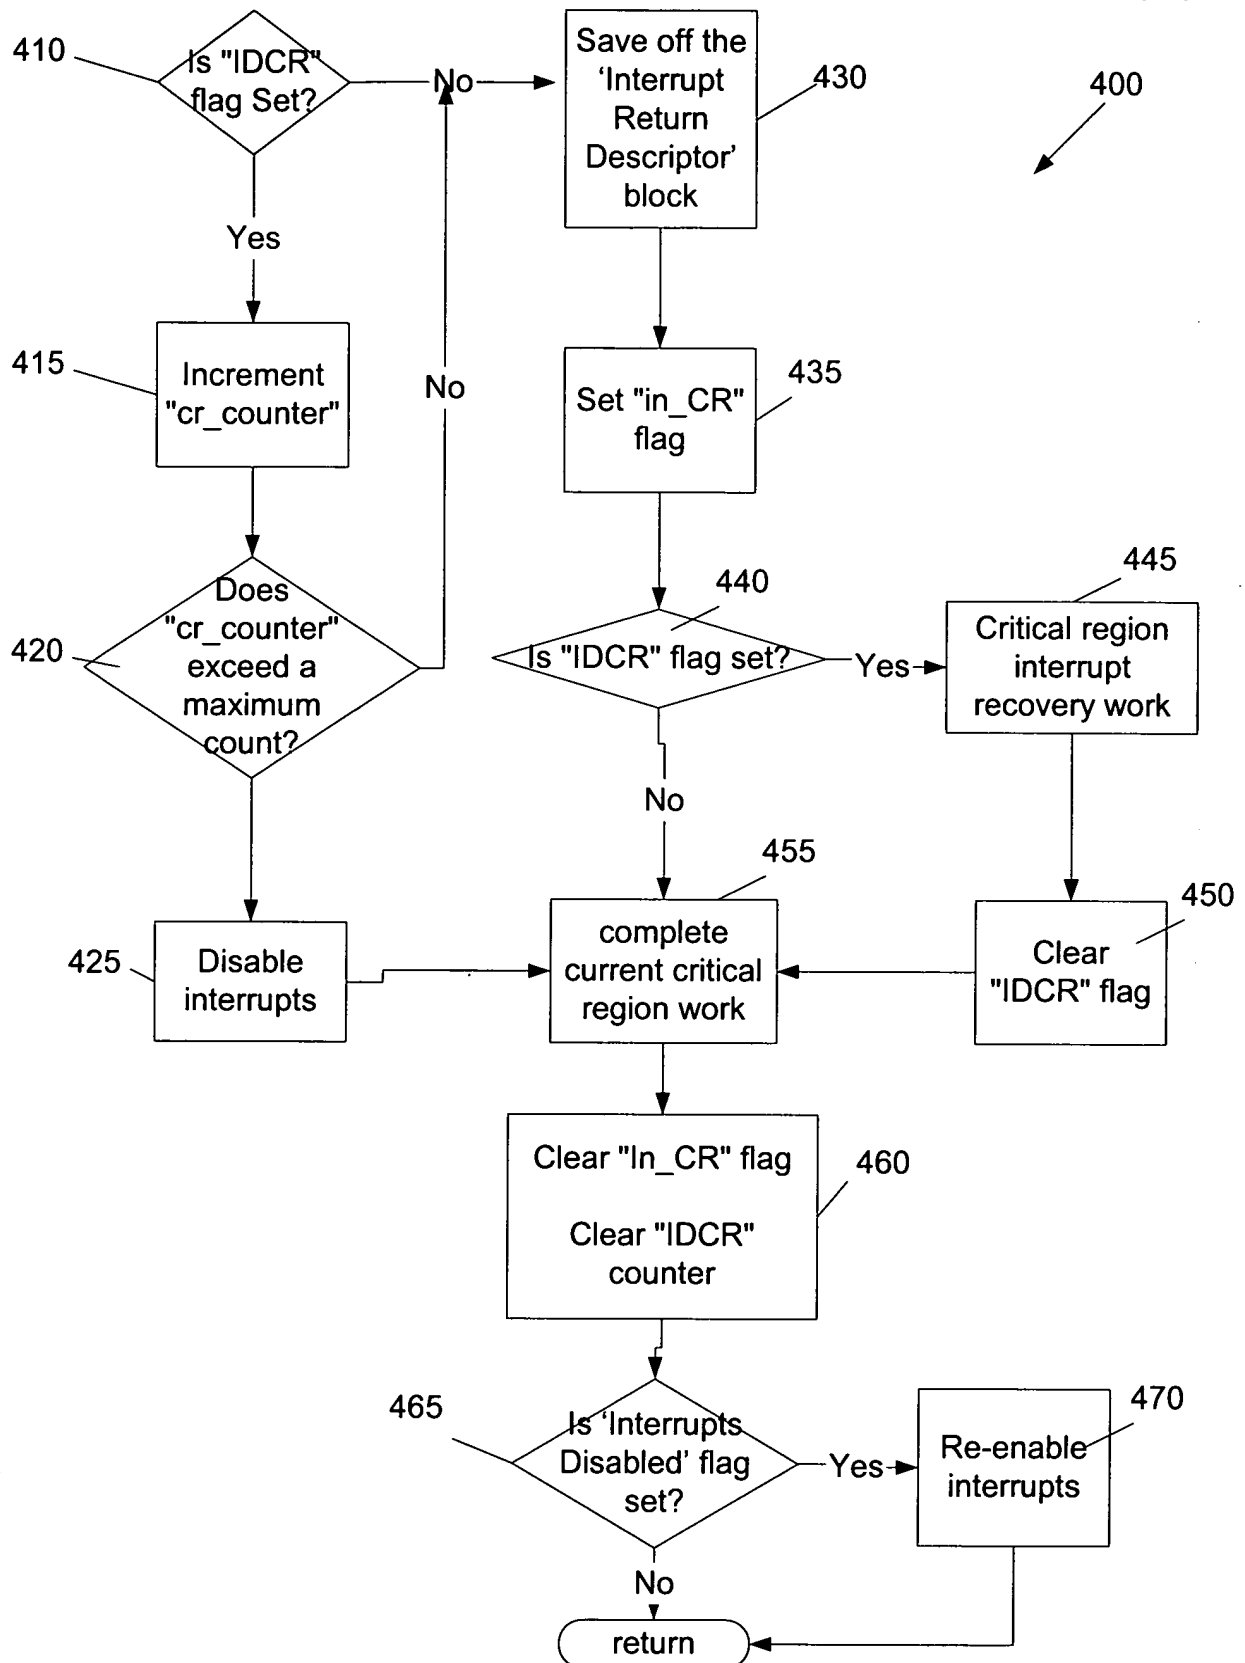 410
Is "IDCR"
flag Set?
No
Save off the
‘Interrupt
Return
Descriptor’
block
430
400
Yes
415
Increment
"cr_counter"
No
Set "in_CR"
flag
435
420
Does
"cr_counter"
exceed a
maximum
count?
440
Is "IDCR" flag set?
Yes
445
Critical region
interrupt
recovery work
No
425
Disable
interrupts
455
complete
current critical
region work
450
Clear
"IDCR" flag
Clear "In_CR" flag
Clear "IDCR"
counter
460
465
Is ‘Interrupts
Disabled’ flag
set?
Yes
470
Re-enable
interrupts
No
return